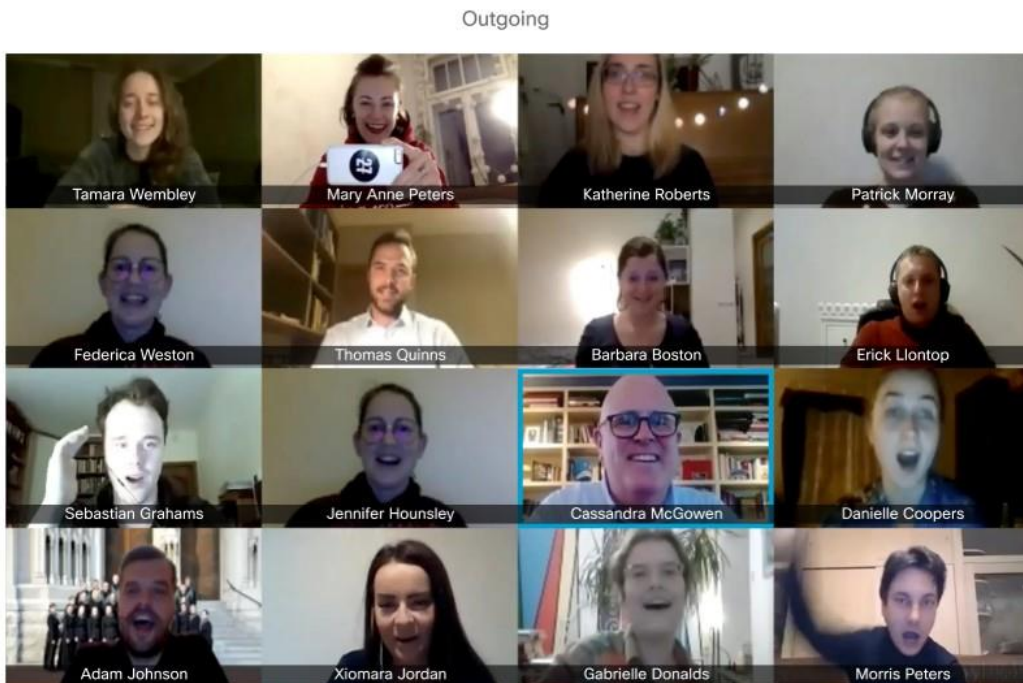 Outgoing
Tamara Wembley
Mary Anne Peters
Katherine Roberts
Patrick Morray
27
Federica Weston
Thomas Quinns
Barbara Boston
Erick Llontop
Sebastian Grahams
Jennifer Hounsley
Cassandra McGowen
Danielle Coopers
Adam Johnson
Xiomara Jordan
Gabrielle Donalds
Morris Peters